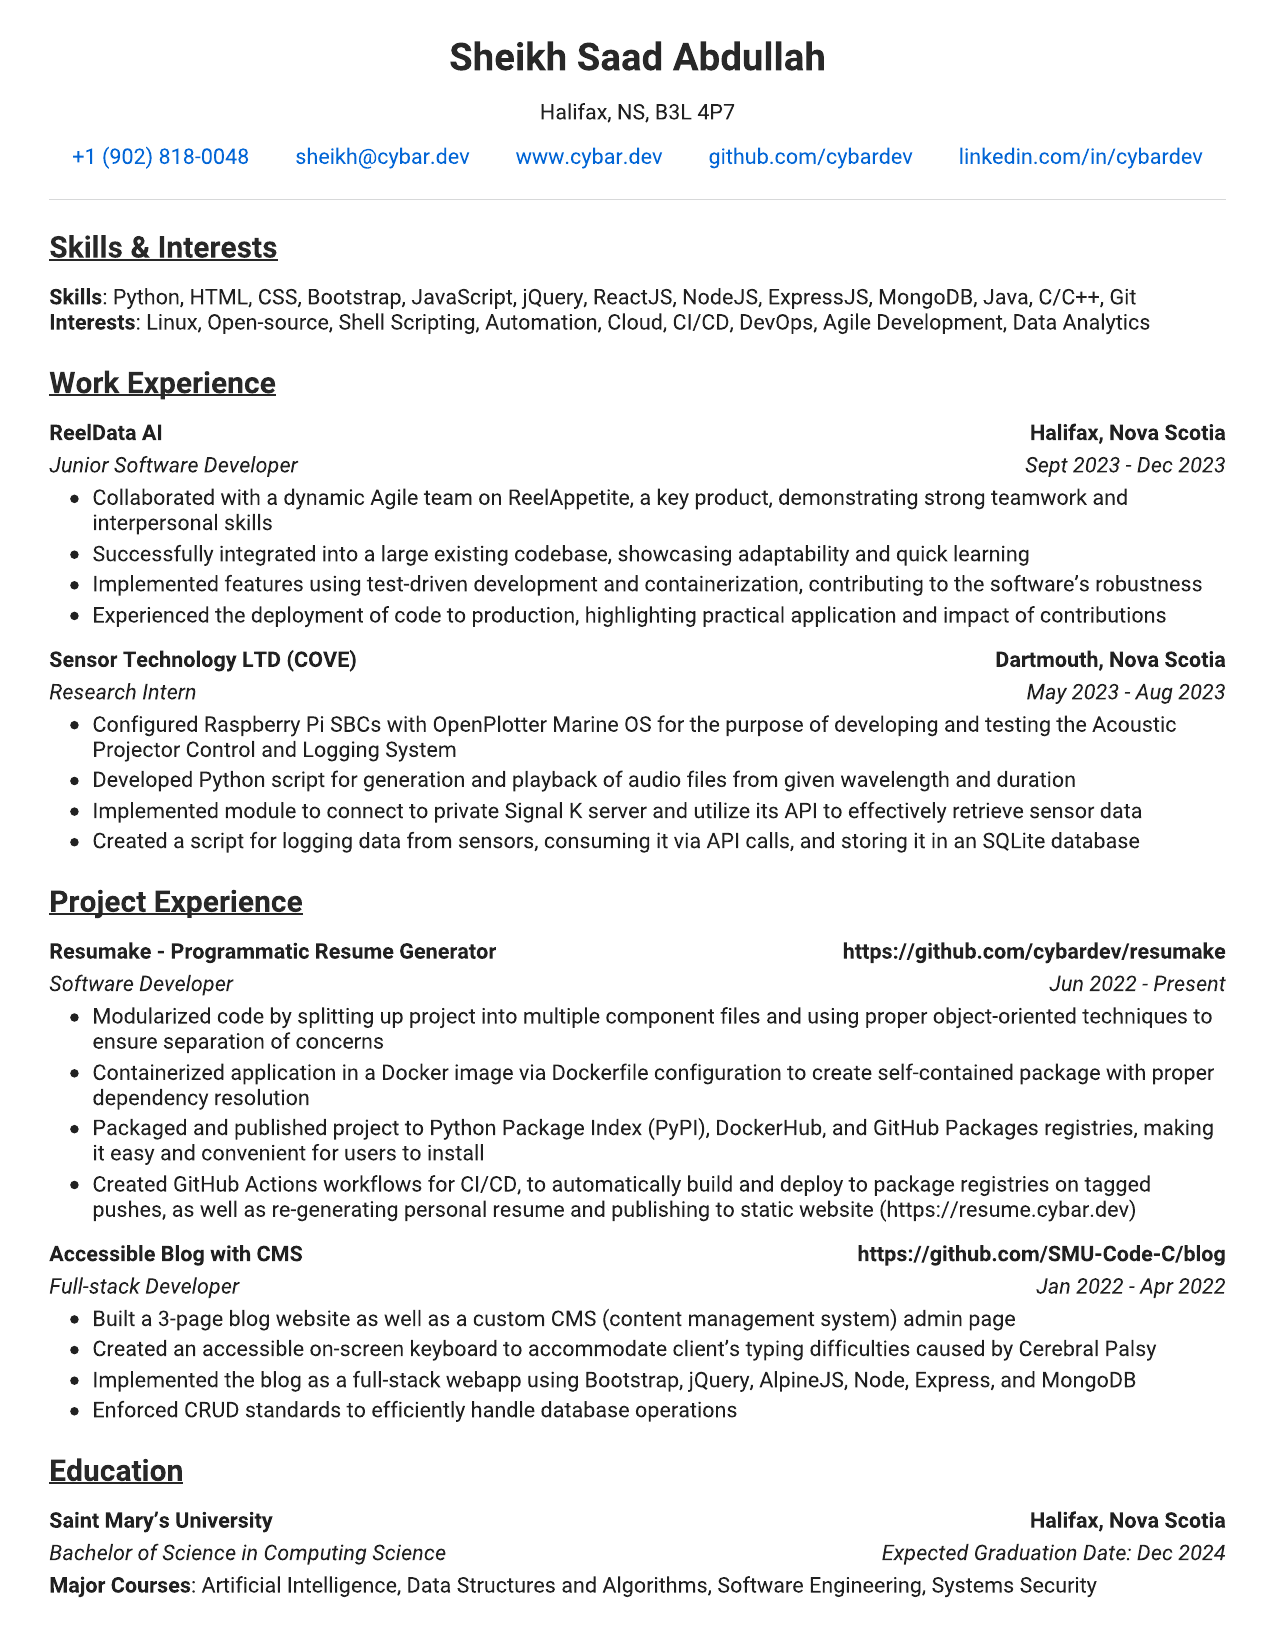 Sheikh Saad Abdullah
Halifax, NS, B3L 4P7
+1 (902) 818-0048 sheikh@cybar.dev www.cybar.dev github.com/cybardev linkedin.com/in/cybardev
Skills & Interests
Skills: Python, HTML, CSS, Bootstrap, JavaScript, jQuery, ReactJS, NodeJS, ExpressJS, MongoDB, Java, C/C++, Git
Interests: Linux, Open-source, Shell Scripting, Automation, Cloud, CI/CD, DevOps, Agile Development, Data Analytics
Work Experience
ReelData AI Halifax, Nova Scotia
Junior Software Developer Sept 2023 - Dec 2023
• Collaborated with a dynamic Agile team on ReelAppetite, a key product, demonstrating strong teamwork and
interpersonal skills
• Successfully integrated into a large existing codebase, showcasing adaptability and quick learning
• Implemented features using test-driven development and containerization, contributing to the software’s robustness
• Experienced the deployment of code to production, highlighting practical application and impact of contributions
Sensor Technology LTD (COVE) Dartmouth, Nova Scotia
Research Intern May 2023 - Aug 2023
• Configured Raspberry Pi SBCs with OpenPlotter Marine OS for the purpose of developing and testing the Acoustic
Projector Control and Logging System
• Developed Python script for generation and playback of audio files from given wavelength and duration
• Implemented module to connect to private Signal K server and utilize its API to effectively retrieve sensor data
• Created a script for logging data from sensors, consuming it via API calls, and storing it in an SQLite database
Project Experience
Resumake - Programmatic Resume Generator https://github.com/cybardev/resumake
Software Developer Jun 2022 - Present
• Modularized code by splitting up project into multiple component files and using proper object-oriented techniques to
ensure separation of concerns
• Containerized application in a Docker image via Dockerfile configuration to create self-contained package with proper
dependency resolution
• Packaged and published project to Python Package Index (PyPI), DockerHub, and GitHub Packages registries, making
it easy and convenient for users to install
• Created GitHub Actions workflows for CI/CD, to automatically build and deploy to package registries on tagged
pushes, as well as re-generating personal resume and publishing to static website (https://resume.cybar.dev)
Accessible Blog with CMS https://github.com/SMU-Code-C/blog
Full-stack Developer Jan 2022 - Apr 2022
• Built a 3-page blog website as well as a custom CMS (content management system) admin page
• Created an accessible on-screen keyboard to accommodate client’s typing difficulties caused by Cerebral Palsy
• Implemented the blog as a full-stack webapp using Bootstrap, jQuery, AlpineJS, Node, Express, and MongoDB
• Enforced CRUD standards to efficiently handle database operations
Education
Saint Mary’s University Halifax, Nova Scotia
Bachelor of Science in Computing Science Expected Graduation Date: Dec 2024
Major Courses: Artificial Intelligence, Data Structures and Algorithms, Software Engineering, Systems Security